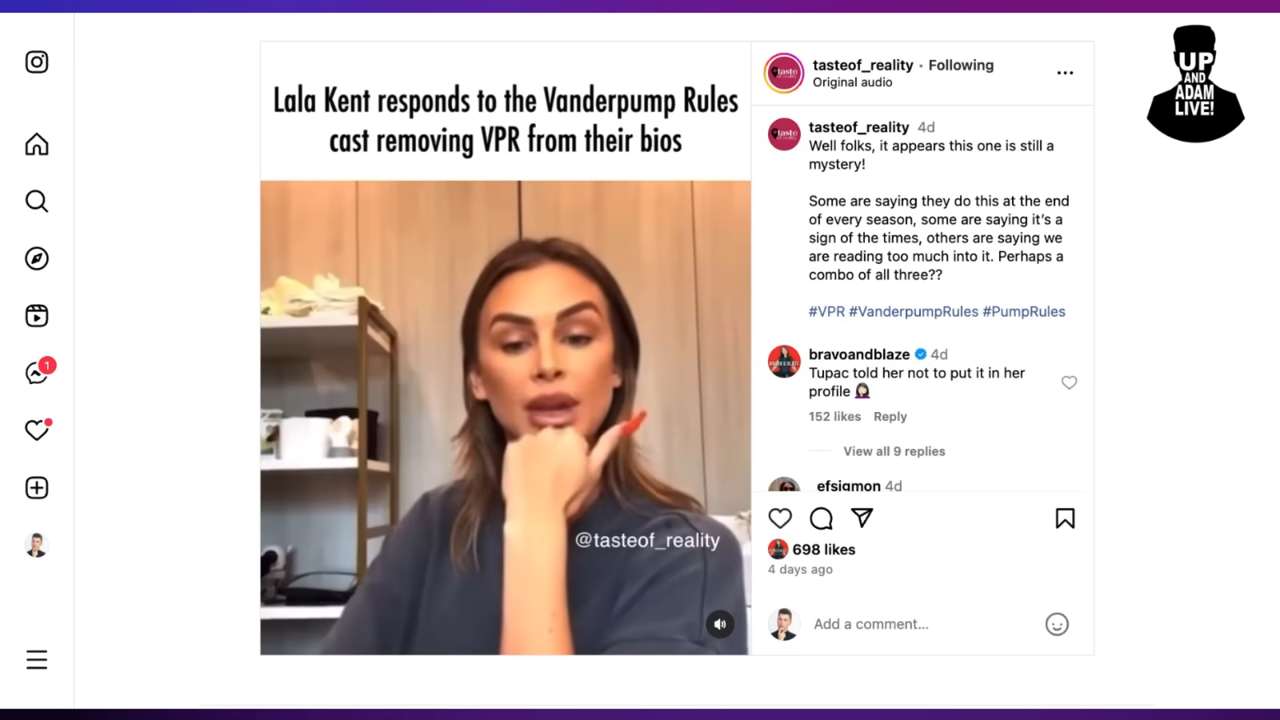 Lala Kent responds to the Vanderpump Rules
cast removing VPR from their bios
@tasteof_reality
tasteof_reality • Following
Original audio
tasteof_reality 4d
Well folks, it appears this one is still a
mystery!
Some are saying they do this at the end
of every season, some are saying it's a
sign of the times, others are saying we
are reading too much into it. Perhaps a
combo of all three??
#VPR #VanderpumpRules #PumpRules
bravoandblaze 4d
Tupac told her not to put it in her
profile 🤦🏻‍♀️
152 likes Reply
View all 9 replies
efsigmon 4d
698 likes
4 days ago
Add a comment...
1
UP
AND
ADAM
LIVE!